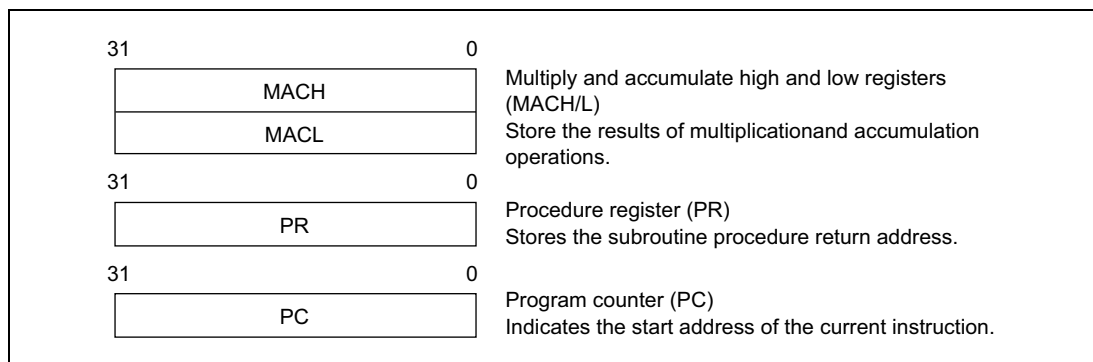 31 0
MACH
MACL
Multiply and accumulate high and low registers
(MACH/L)
Store the results of multiplicationand accumulation
operations.
31 0
PR
Procedure register (PR)
Stores the subroutine procedure return address.
31 0
PC
Program counter (PC)
Indicates the start address of the current instruction.